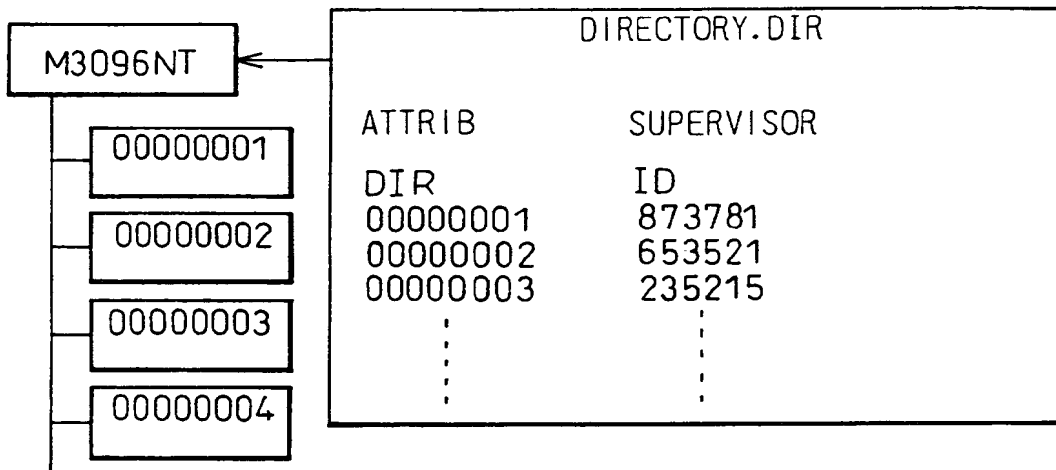 M3096NT
00000001
00000002
00000003
00000004
DIRECTORY.DIR
ATTRIB SUPERVISOR
DIR ID
00000001 873781
00000002 653521
00000003 235215